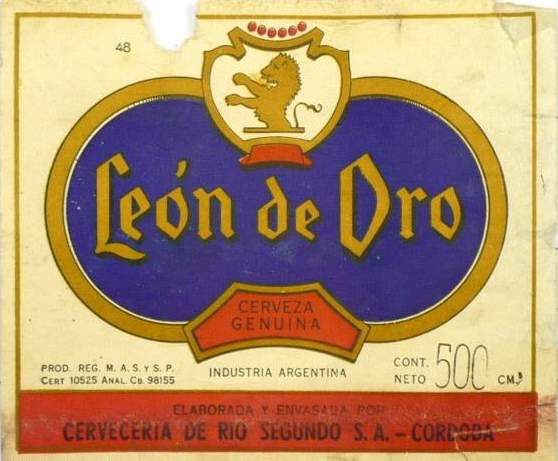 48
León de Oro
CERVEZA
GENUINA
PROD. REG. M. A. S. Y S. P.
CERT 10525 ANAL. CB. 98155
INDUSTRIA ARGENTINA
CONT. NETO 500 CM.³
ELABORADA Y ENVASADA POR
CERVECERIA DE RIO SEGUNDO S. A. - CORDOBA